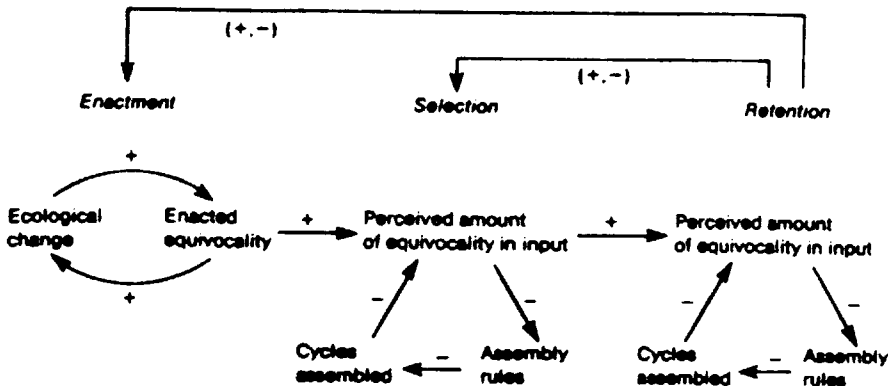 (+,-)
(+,-)
Enactment Selection Retention
+
Ecological change
Enacted equivocality
+
Perceived amount
of equivocality in input
+
Perceived amount
of equivocality in input
+
- -
- -
Cycles
assembled
-
Assembly
rules
Cycles
assembled
-
Assembly
rules